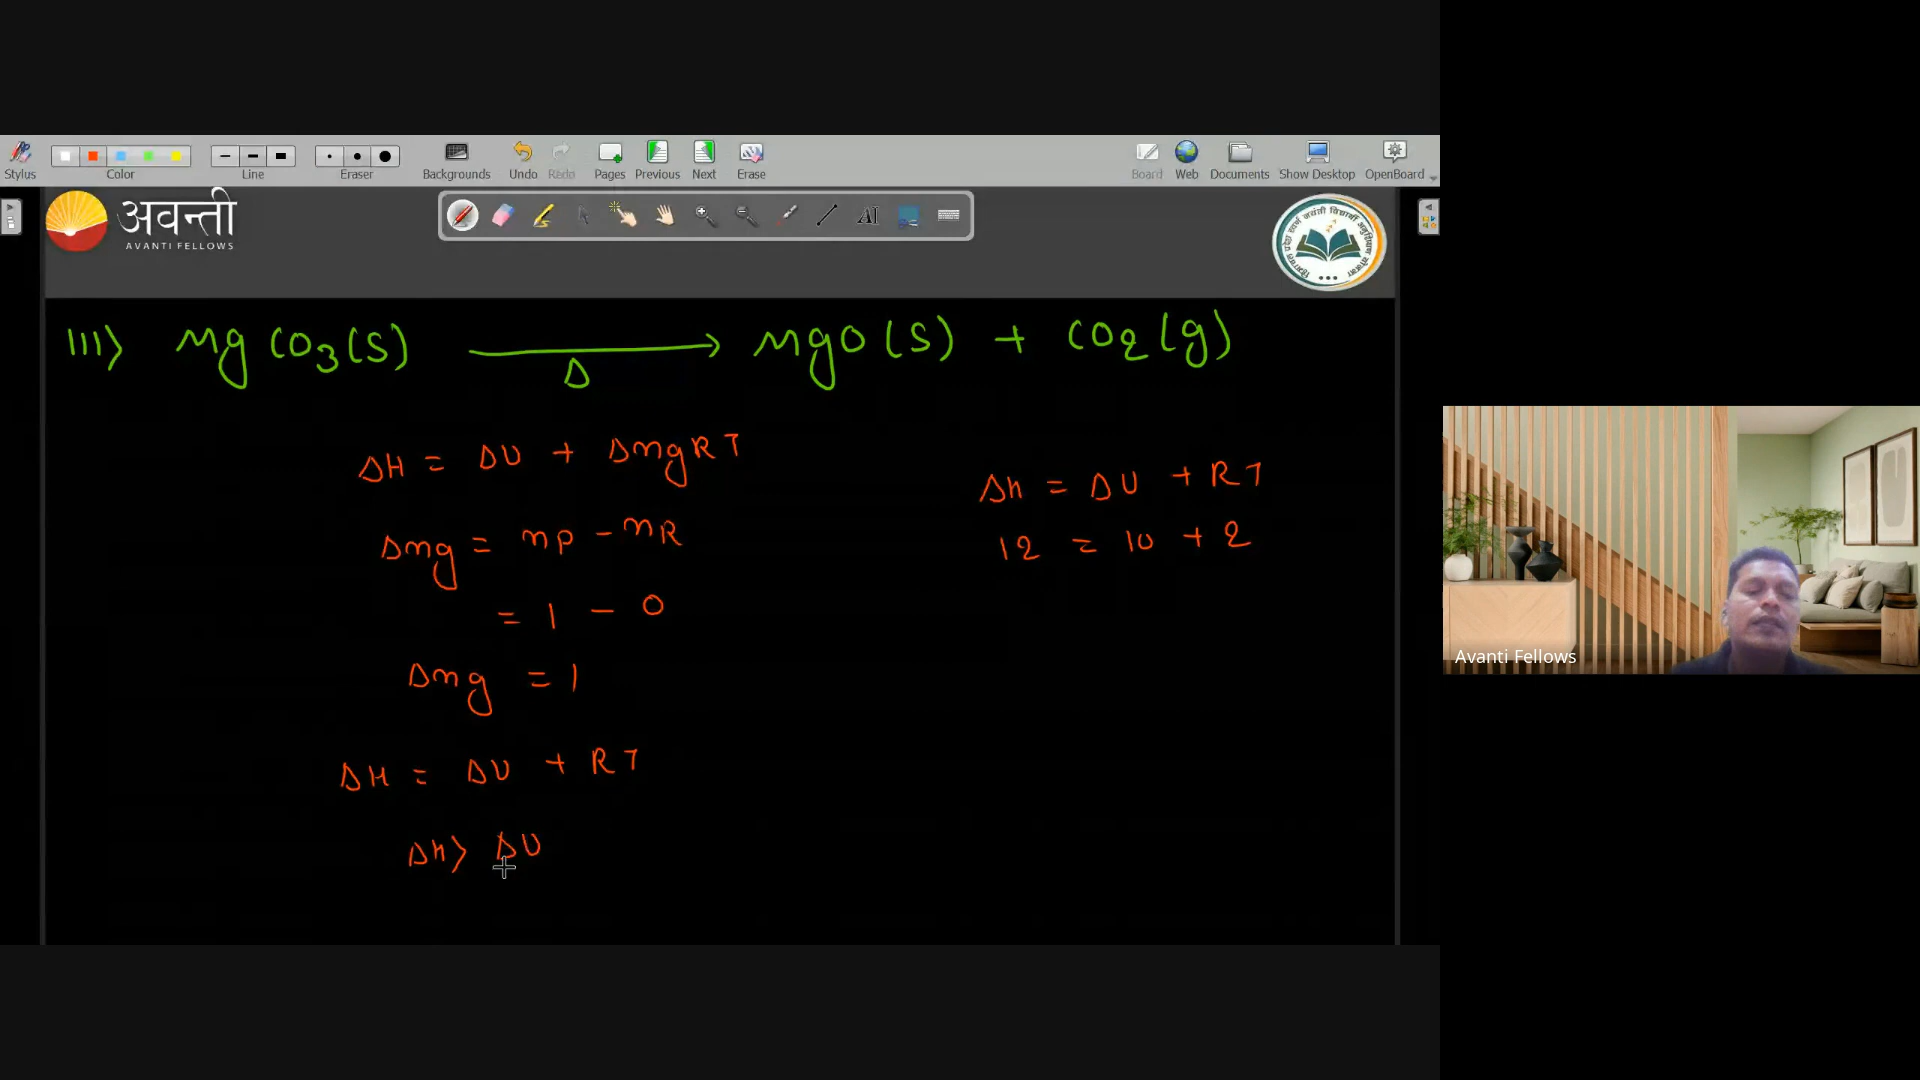 Stylus Color Line Eraser Backgrounds Undo Redo Pages Previous Next Erase Board Web Documents Show Desktop OpenBoard
अवन्ती
AVANTI FELLOWS
AI
III) MgCO3(s) →Δ MgO(s) + CO2(g)
ΔH = ΔU + ΔngRT
Δng = nP - nR
= 1 - 0
Δng = 1
ΔH = ΔU + RT
ΔH > ΔU
ΔH = ΔU + RT
12 = 10 + 2
Avanti Fellows